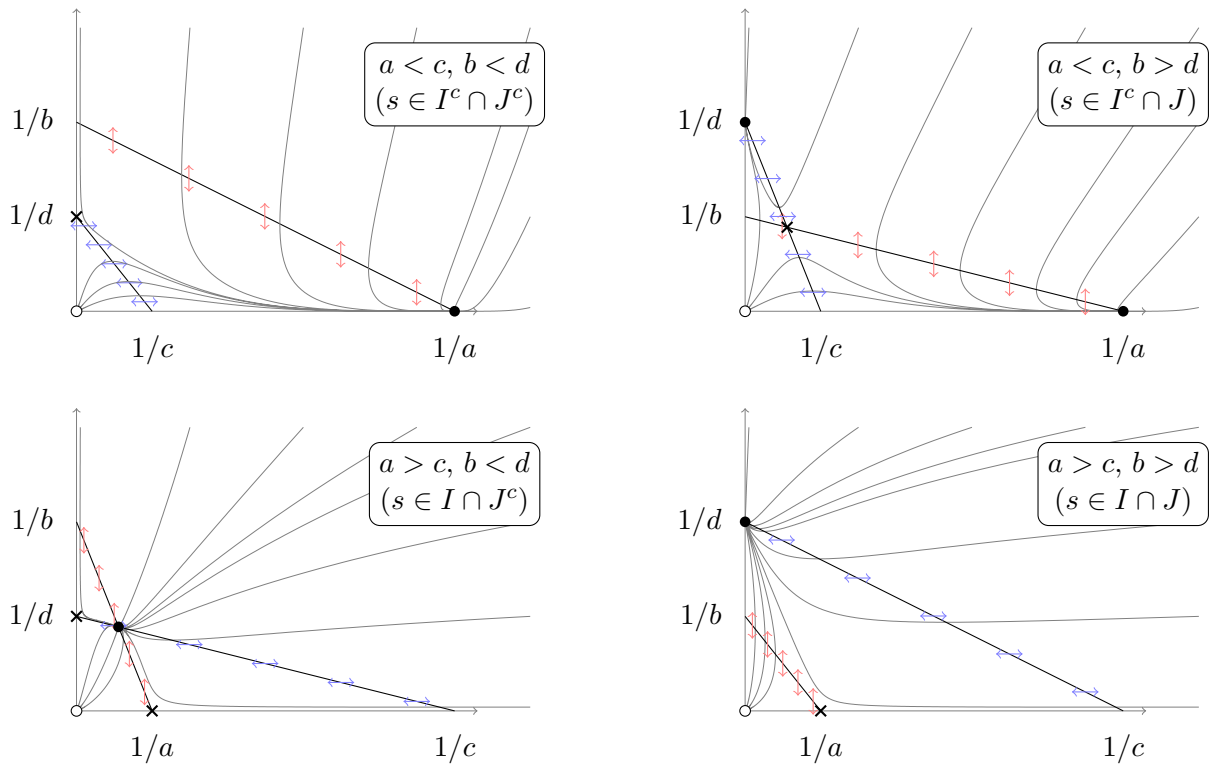 1/b
1/d
1/c
1/a
a < c, b < d
(s ∈ I^c ∩ J^c)
1/d
1/b
1/c
1/a
a < c, b > d
(s ∈ I^c ∩ J)
1/b
1/d
1/a
1/c
a > c, b < d
(s ∈ I ∩ J^c)
1/d
1/b
1/a
1/c
a > c, b > d
(s ∈ I ∩ J)